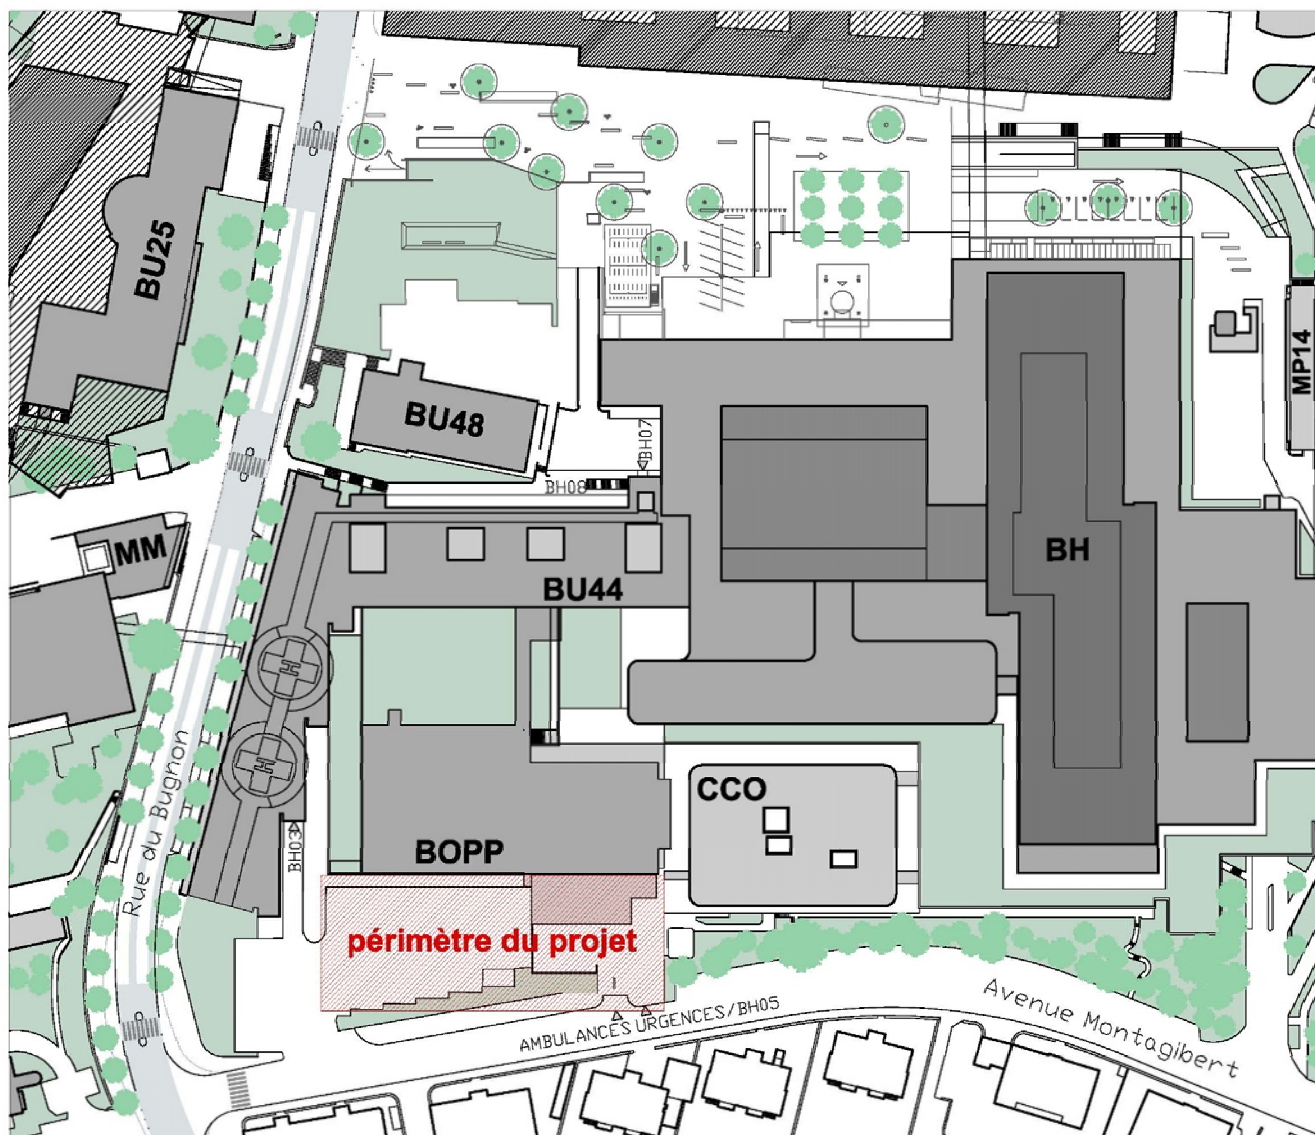 BU25
MP14
BU48
BH07
BH08
MM
BU44
BH
CCO
Rue du Bugnon
BH03
BOPP
périmètre du projet
AMBULANCES URGENCES/BH05
Avenue Montagibert